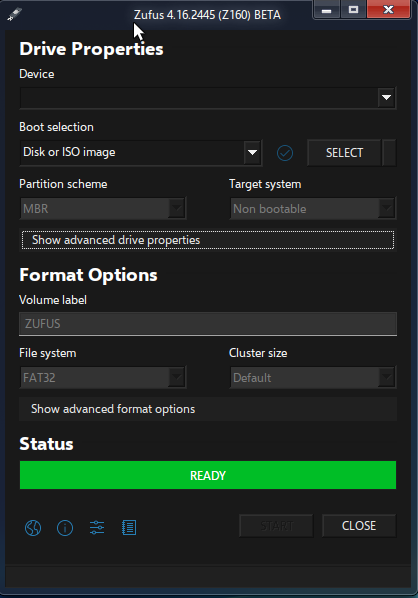 Zufus 4.16.2445 (Z160) BETA
Drive Properties
Device
Boot selection
Disk or ISO image
SELECT
Partition scheme
Target system
MBR
Non bootable
Show advanced drive properties
Format Options
Volume label
ZUFUS
File system
Cluster size
FAT32
Default
Show advanced format options
Status
READY
START
CLOSE